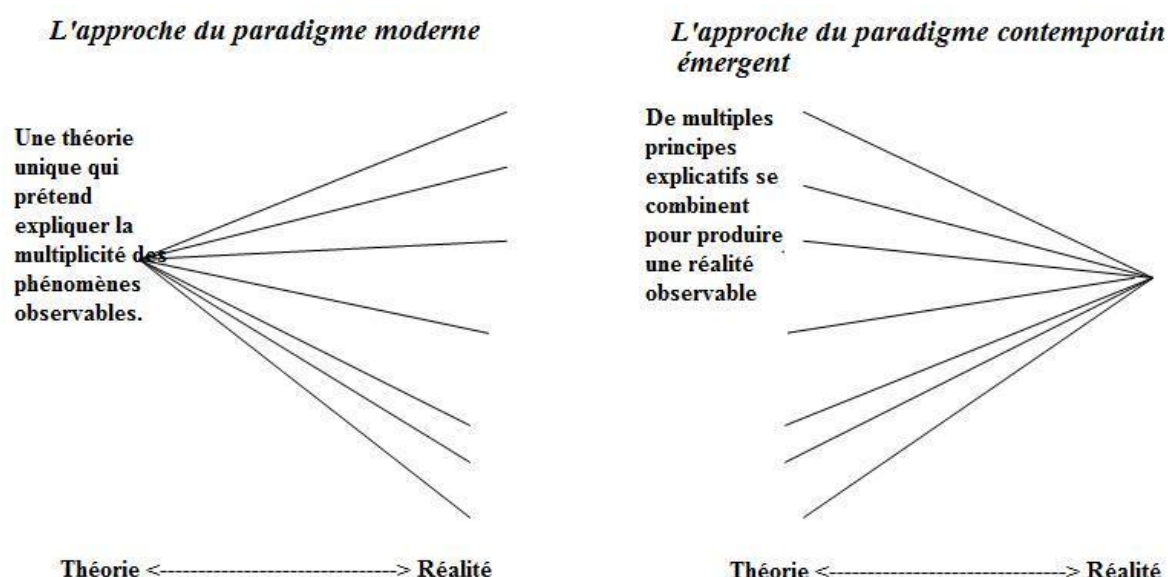 L'approche du paradigme moderne
Une théorie
unique qui
prétend
expliquer la
multiplicité des
phénomènes
observables.
Théorie <-----------------------------> Réalité
L'approche du paradigme contemporain
émergent
De multiples
principes
explicatifs se
combinent
pour produire
une réalité
observable
Théorie <-----------------------------> Réalité